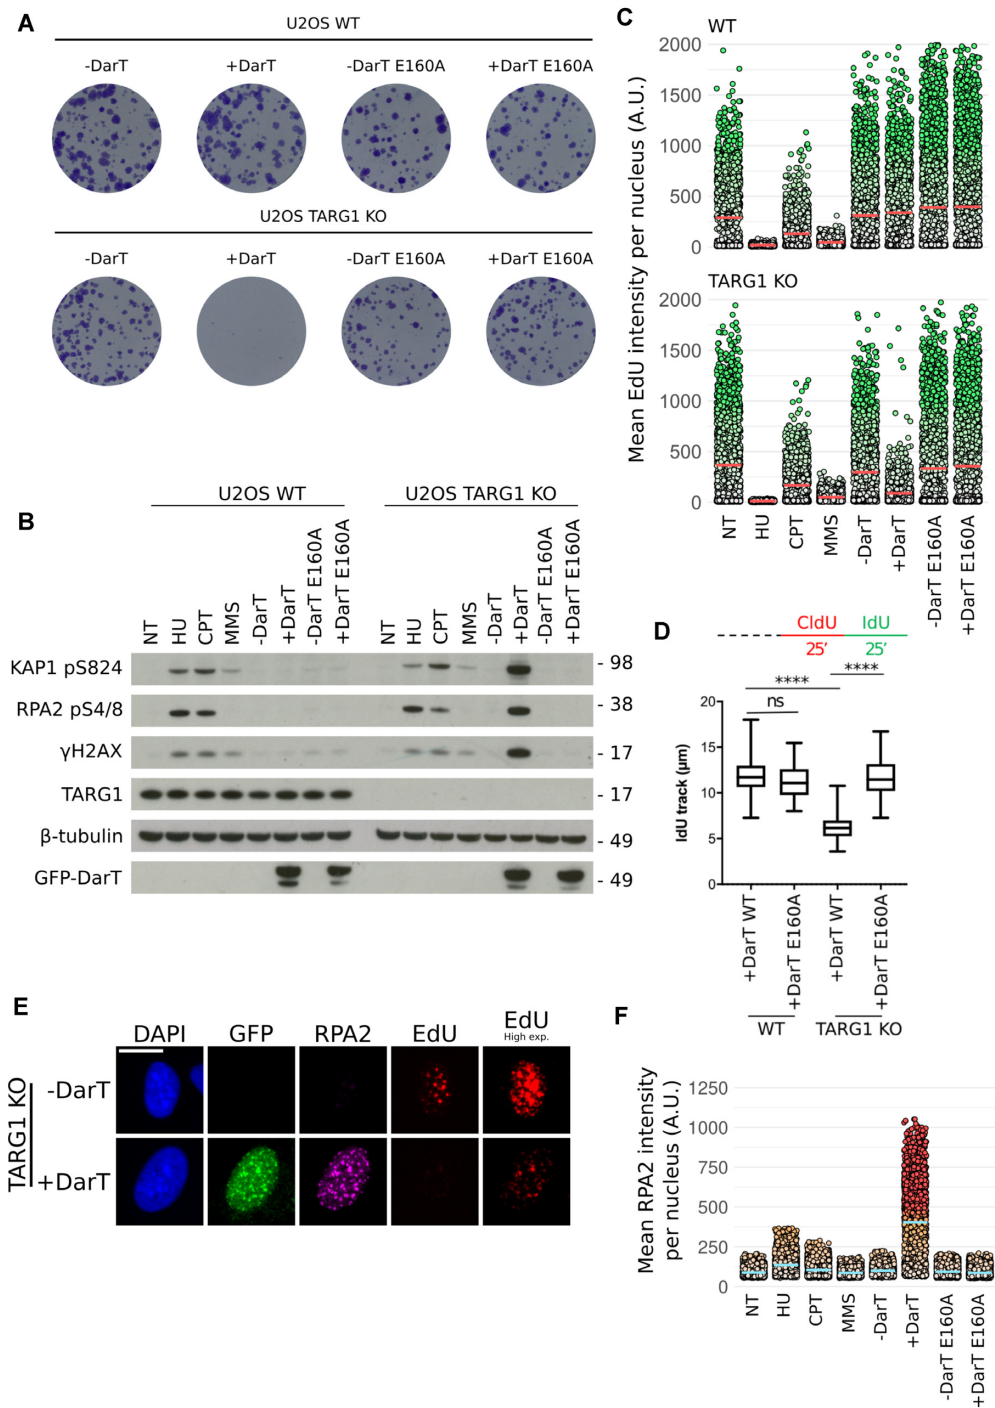 A
U2OS WT
-DarT
+DarT
-DarT E160A
+DarT E160A
U2OS TARG1 KO
-DarT
+DarT
-DarT E160A
+DarT E160A
B
U2OS WT
U2OS TARG1 KO
NT
HU
CPT
MMS
-DarT
+DarT
-DarT E160A
+DarT E160A
NT
HU
CPT
MMS
-DarT
+DarT
-DarT E160A
+DarT E160A
KAP1 pS824
- 98
RPA2 pS4/8
- 38
γH2AX
- 17
TARG1
- 17
β-tubulin
- 49
GFP-DarT
- 49
C
Mean EdU intensity per nucleus (A.U.)
WT
2000
1500
1000
500
0
TARG1 KO
2000
1500
1000
500
0
NT
HU
CPT
MMS
-DarT
+DarT
-DarT E160A
+DarT E160A
D
CldU
IdU
25’
25’
****
****
ns
IdU track (µm)
20
15
10
5
0
+DarT WT
+DarT E160A
+DarT WT
+DarT E160A
WT
TARG1 KO
E
DAPI
GFP
RPA2
EdU
EdU
High exp.
TARG1 KO
-DarT
+DarT
F
Mean RPA2 intensity
per nucleus (A.U.)
1250
1000
750
500
250
0
NT
HU
CPT
MMS
-DarT
+DarT
-DarT E160A
+DarT E160A